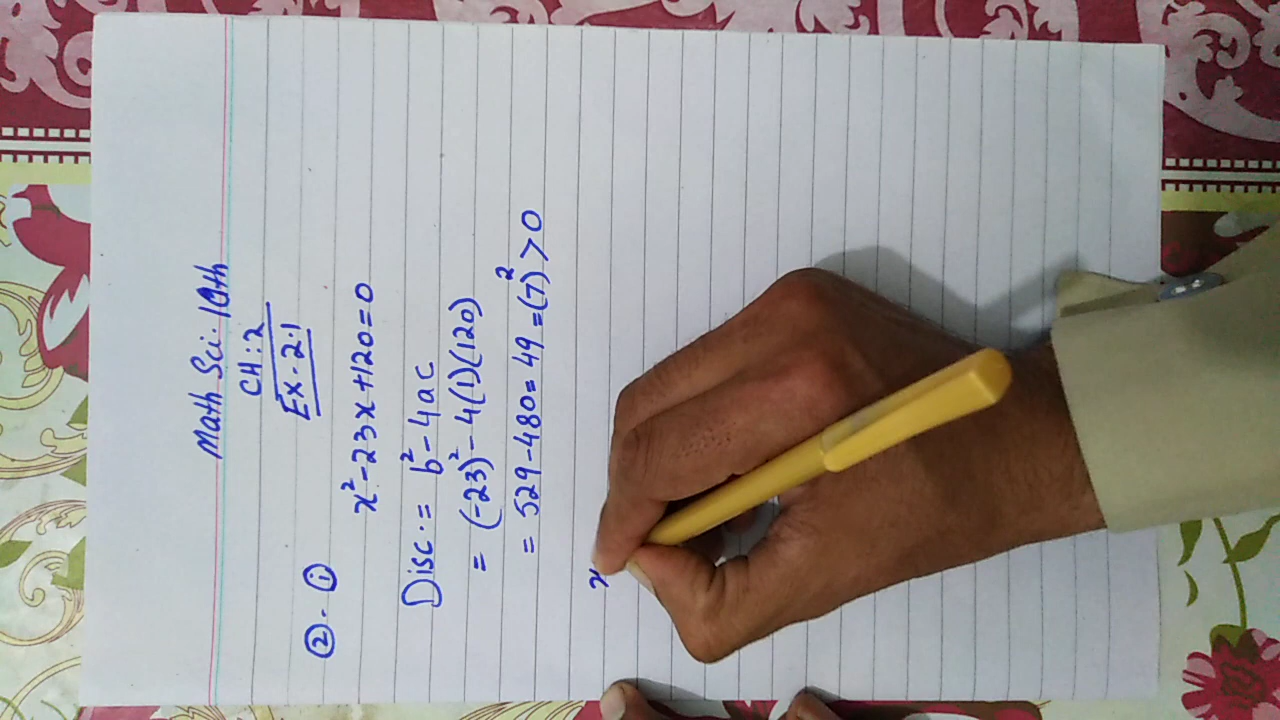 Math Sci. 10th
CH:2
Ex-2.1
②.①
x²-23x+120=0
Disc. = b²-4ac
= (-23)²-4(1)(120)
= 529-480=49=(7)²>0
x